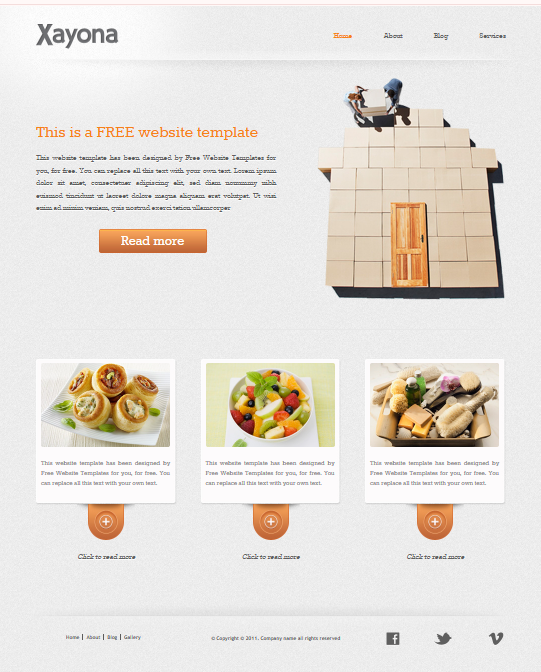 Xayona
Home About Blog Services
This is a FREE website template
This website template has been designed by Free Website Templates for
you, for free. You can replace all this text with your own text. Lorem ipsum
dolor sit amet, consectetuer adipiscing elit, sed diam nonummy nibh
euismod tincidunt ut laoreet dolore magna aliquam erat volutpat. Ut wisi
enim ad minim veniam, quis nostrud exerci tation ullamcorper
Read more
This website template has been designed by
Free Website Templates for you, for free. You
can replace all this text with your own text.
This website template has been designed by
Free Website Templates for you, for free. You
can replace all this text with your own text.
This website template has been designed by
Free Website Templates for you, for free. You
can replace all this text with your own text.
Click to read more Click to read more Click to read more
Home | About | Blog | Gallery © Copyright © 2011. Company name all rights reserved